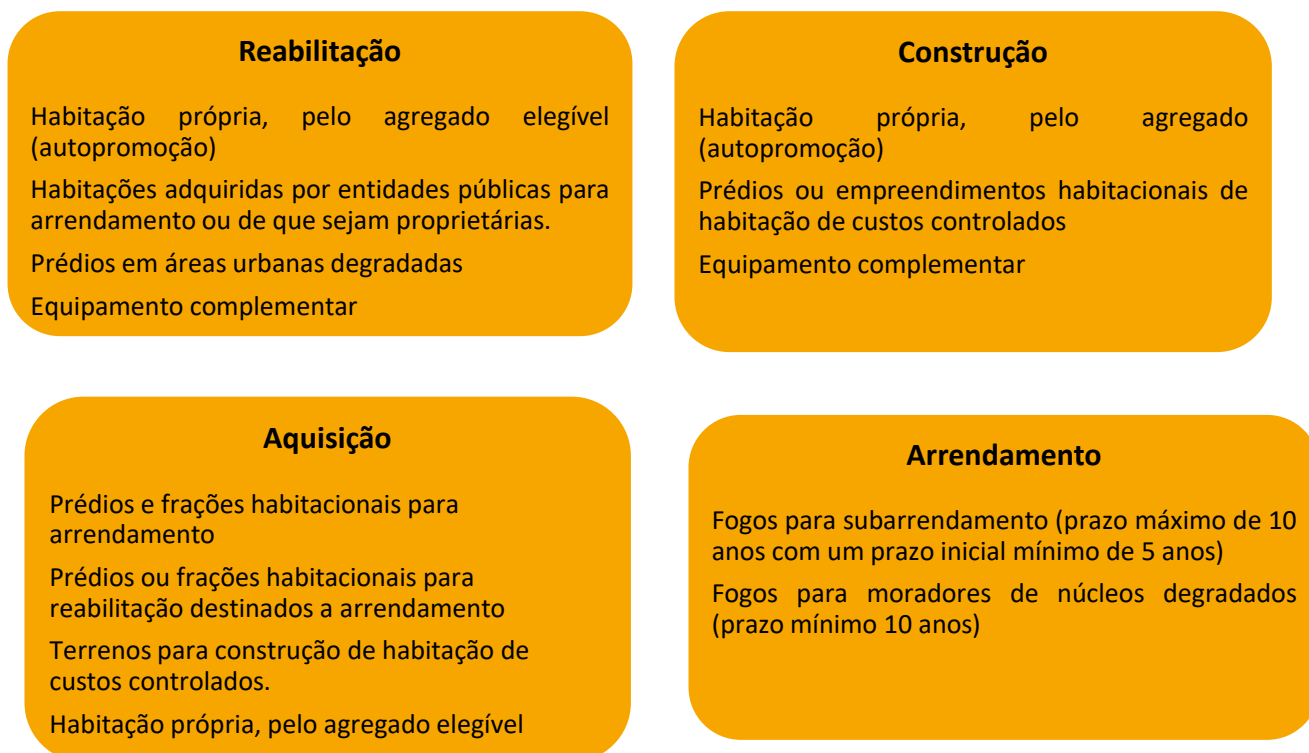 Reabilitação
Habitação própria, pelo agregado elegível
(autopromoção)
Habitações adquiridas por entidades públicas para
arrendamento ou de que sejam proprietárias.
Prédios em áreas urbanas degradadas
Equipamento complementar
Construção
Habitação própria, pelo agregado
(autopromoção)
Prédios ou empreendimentos habitacionais de
habitação de custos controlados
Equipamento complementar
Aquisição
Prédios e frações habitacionais para
arrendamento
Prédios ou frações habitacionais para
reabilitação destinados a arrendamento
Terrenos para construção de habitação de
custos controlados.
Habitação própria, pelo agregado elegível
Arrendamento
Fogos para subarrendamento (prazo máximo de 10
anos com um prazo inicial mínimo de 5 anos)
Fogos para moradores de núcleos degradados
(prazo mínimo 10 anos)